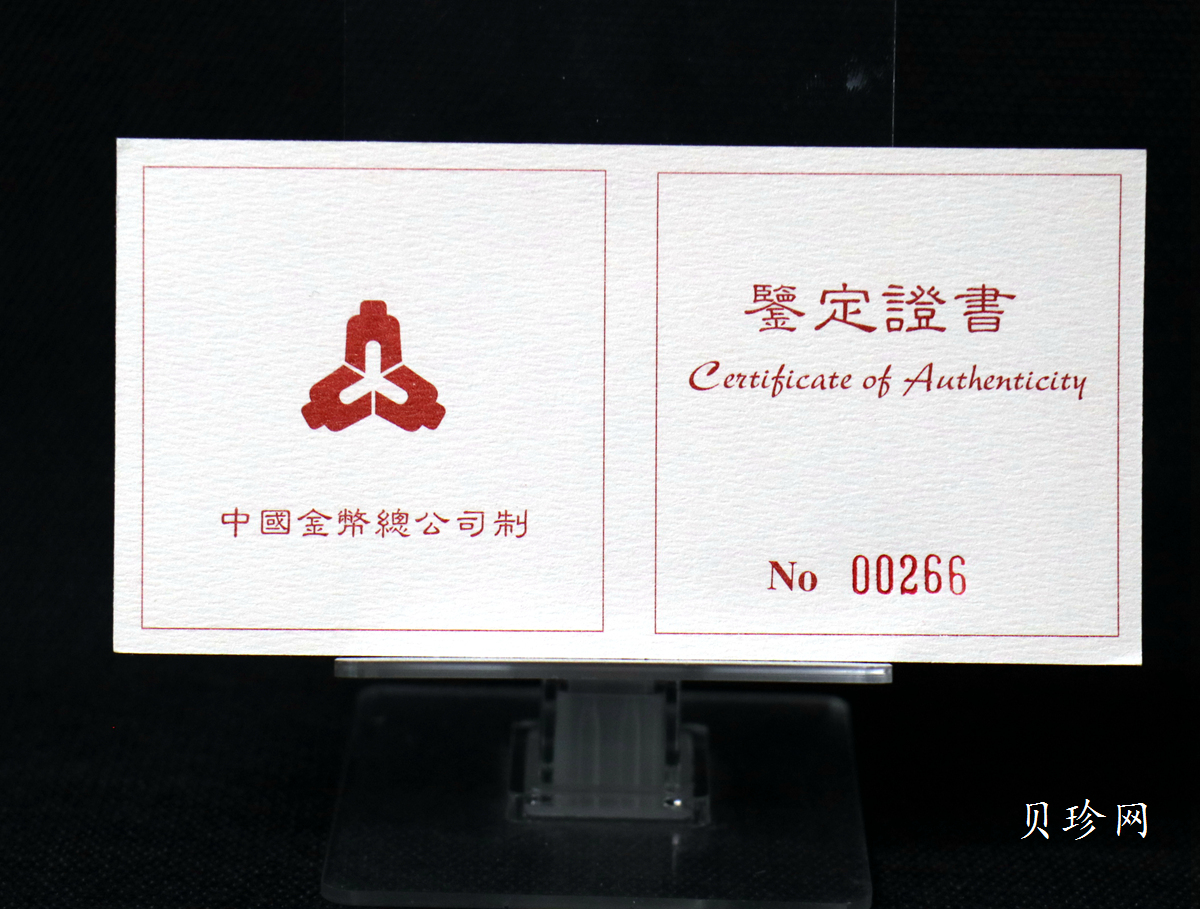 中國金幣總公司制
鑒定證書
Certificate of Authenticity
No 00266
贝珍网